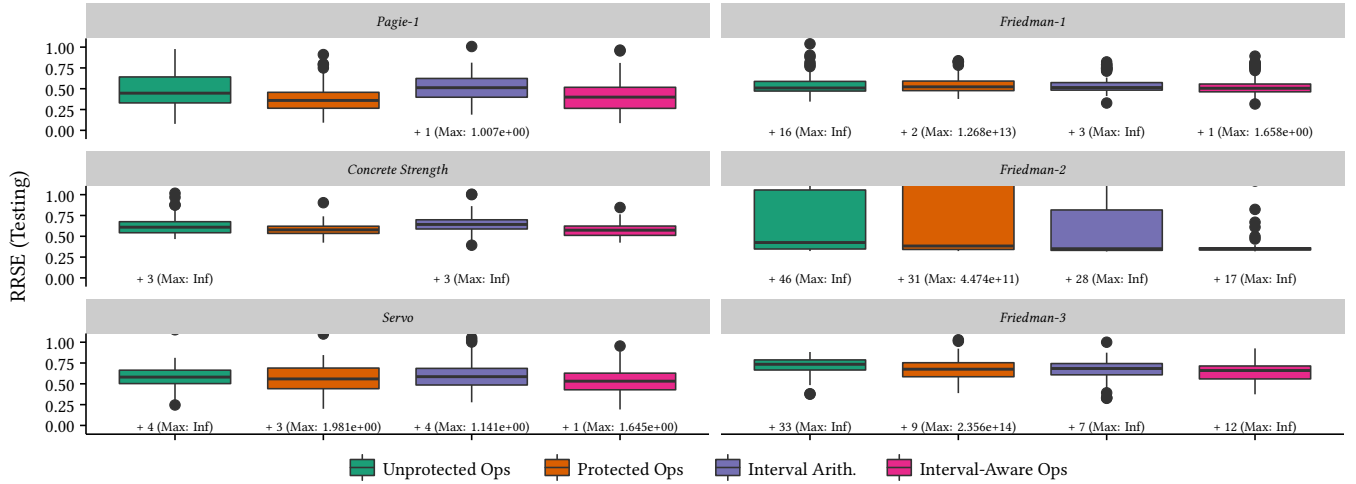 Pagie-1
Friedman-1
1.00
0.75
0.50
0.25
0.00
+ 1 (Max: 1.007e+00)
+ 16 (Max: Inf)
+ 2 (Max: 1.268e+13)
+ 3 (Max: Inf)
+ 1 (Max: 1.658e+00)
RRSE (Testing)
Concrete Strength
Friedman-2
1.00
0.75
0.50
0.25
0.00
+ 3 (Max: Inf)
+ 3 (Max: Inf)
+ 46 (Max: Inf)
+ 31 (Max: 4.474e+11)
+ 28 (Max: Inf)
+ 17 (Max: Inf)
Servo
Friedman-3
1.00
0.75
0.50
0.25
0.00
+ 4 (Max: Inf)
+ 3 (Max: 1.981e+00)
+ 4 (Max: 1.141e+00)
+ 1 (Max: 1.645e+00)
+ 33 (Max: Inf)
+ 9 (Max: 2.356e+14)
+ 7 (Max: Inf)
+ 12 (Max: Inf)
Unprotected Ops
Protected Ops
Interval Arith.
Interval-Aware Ops